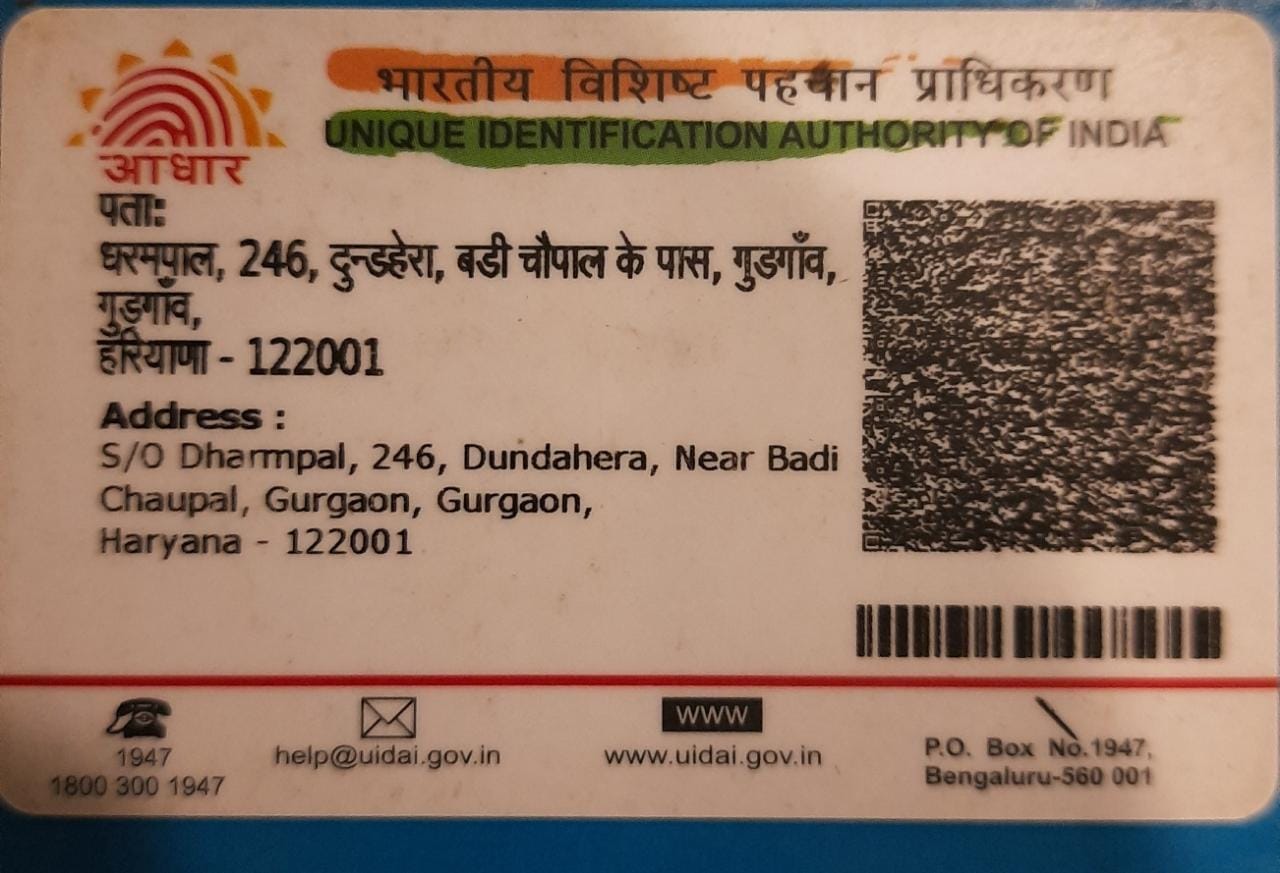 भारतीय विशिष्ट पहचान प्राधिकरण
UNIQUE IDENTIFICATION AUTHORITY OF INDIA
आधार
पताः
धरमपाल, 246, दुन्डहेरा, बडी चौपाल के पास, गुडगाँव,
गुडगाँव,
हरियाणा - 122001
Address :
S/O Dharmpal, 246, Dundahera, Near Badi
Chaupal, Gurgaon, Gurgaon,
Haryana - 122001
1947
1800 300 1947
help@uidai.gov.in
www
www.uidai.gov.in
P.O. Box No.1947,
Bengaluru-560 001